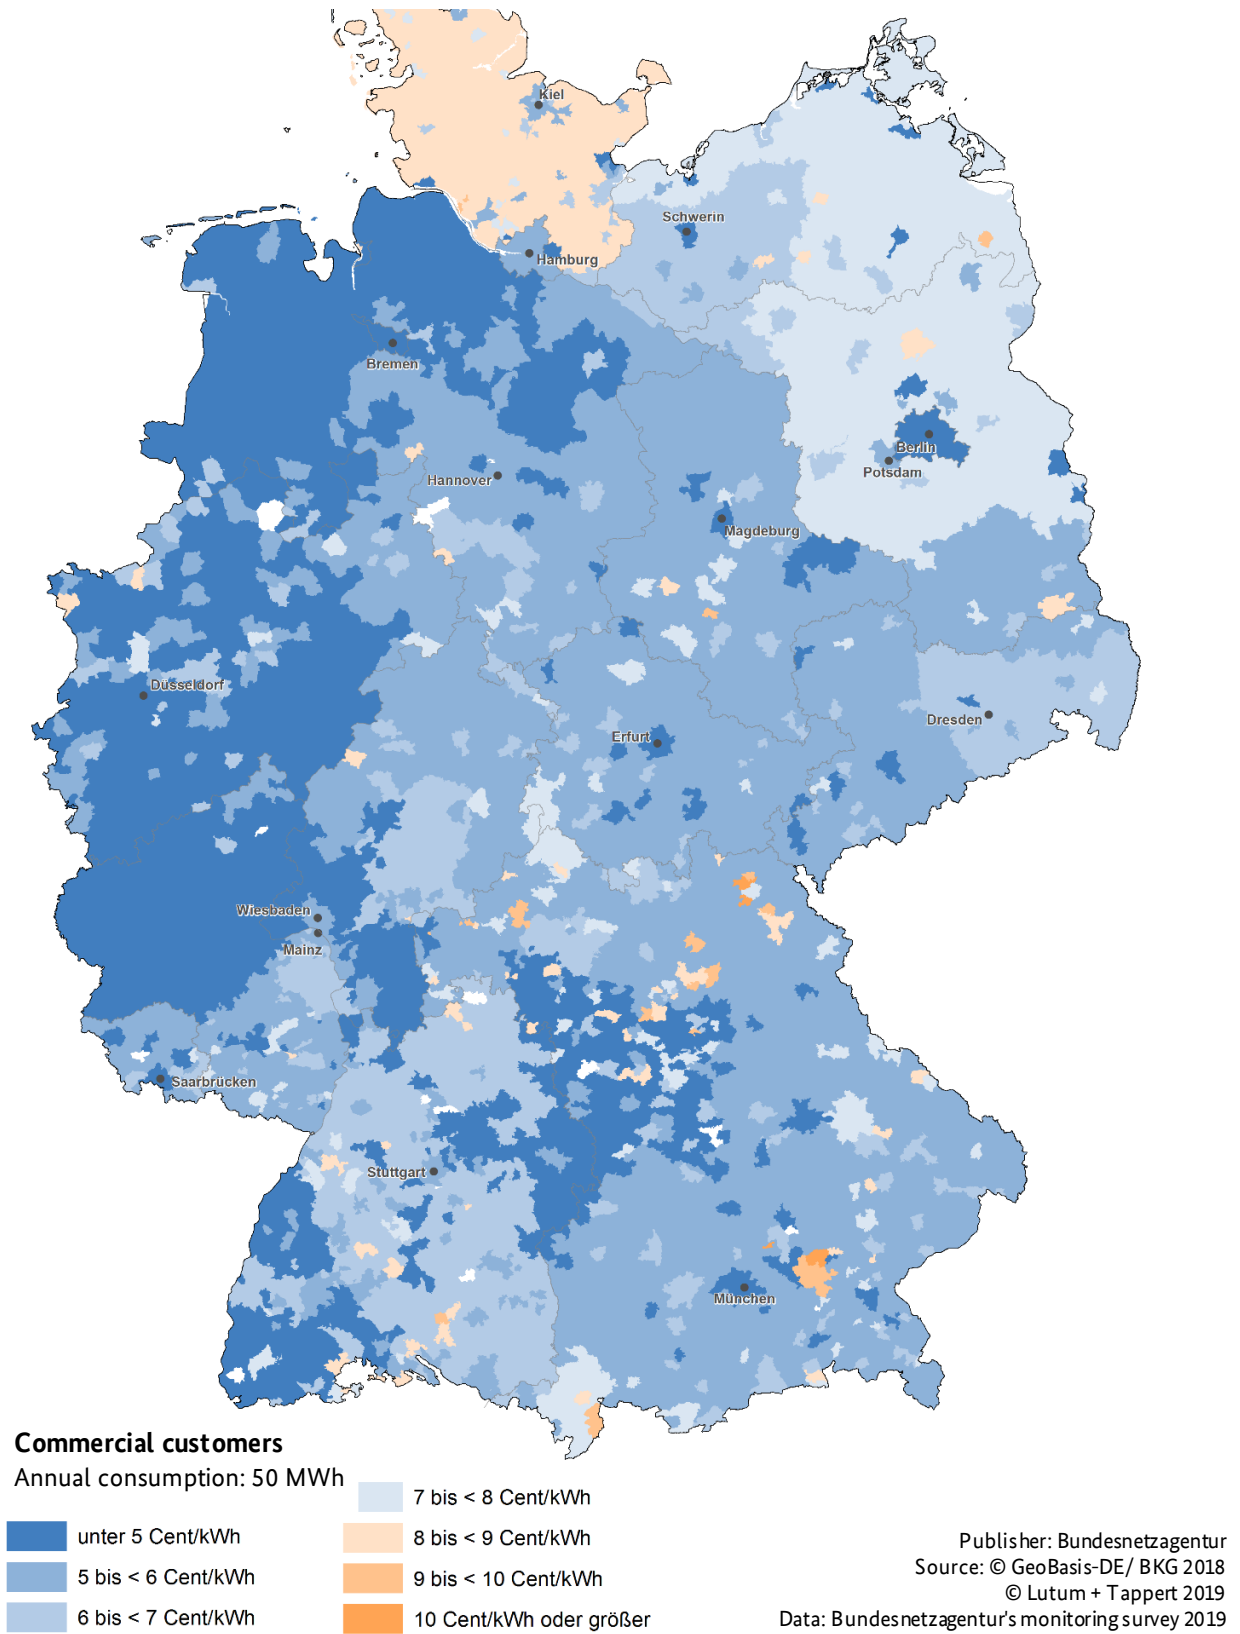 Kiel
Schwerin
Hamburg
Bremen
Berlin
Potsdam
Hannover
Magdeburg
Düsseldorf
Dresden
Erfurt
Wiesbaden
Mainz
Saarbrücken
Stuttgart
München
Commercial customers
Annual consumption: 50 MWh
unter 5 Cent/kWh
5 bis < 6 Cent/kWh
6 bis < 7 Cent/kWh
7 bis < 8 Cent/kWh
8 bis < 9 Cent/kWh
9 bis < 10 Cent/kWh
10 Cent/kWh oder größer
Publisher: Bundesnetzagentur
Source: © GeoBasis-DE/ BKG 2018
© Lutum + Tappert 2019
Data: Bundesnetzagentur's monitoring survey 2019